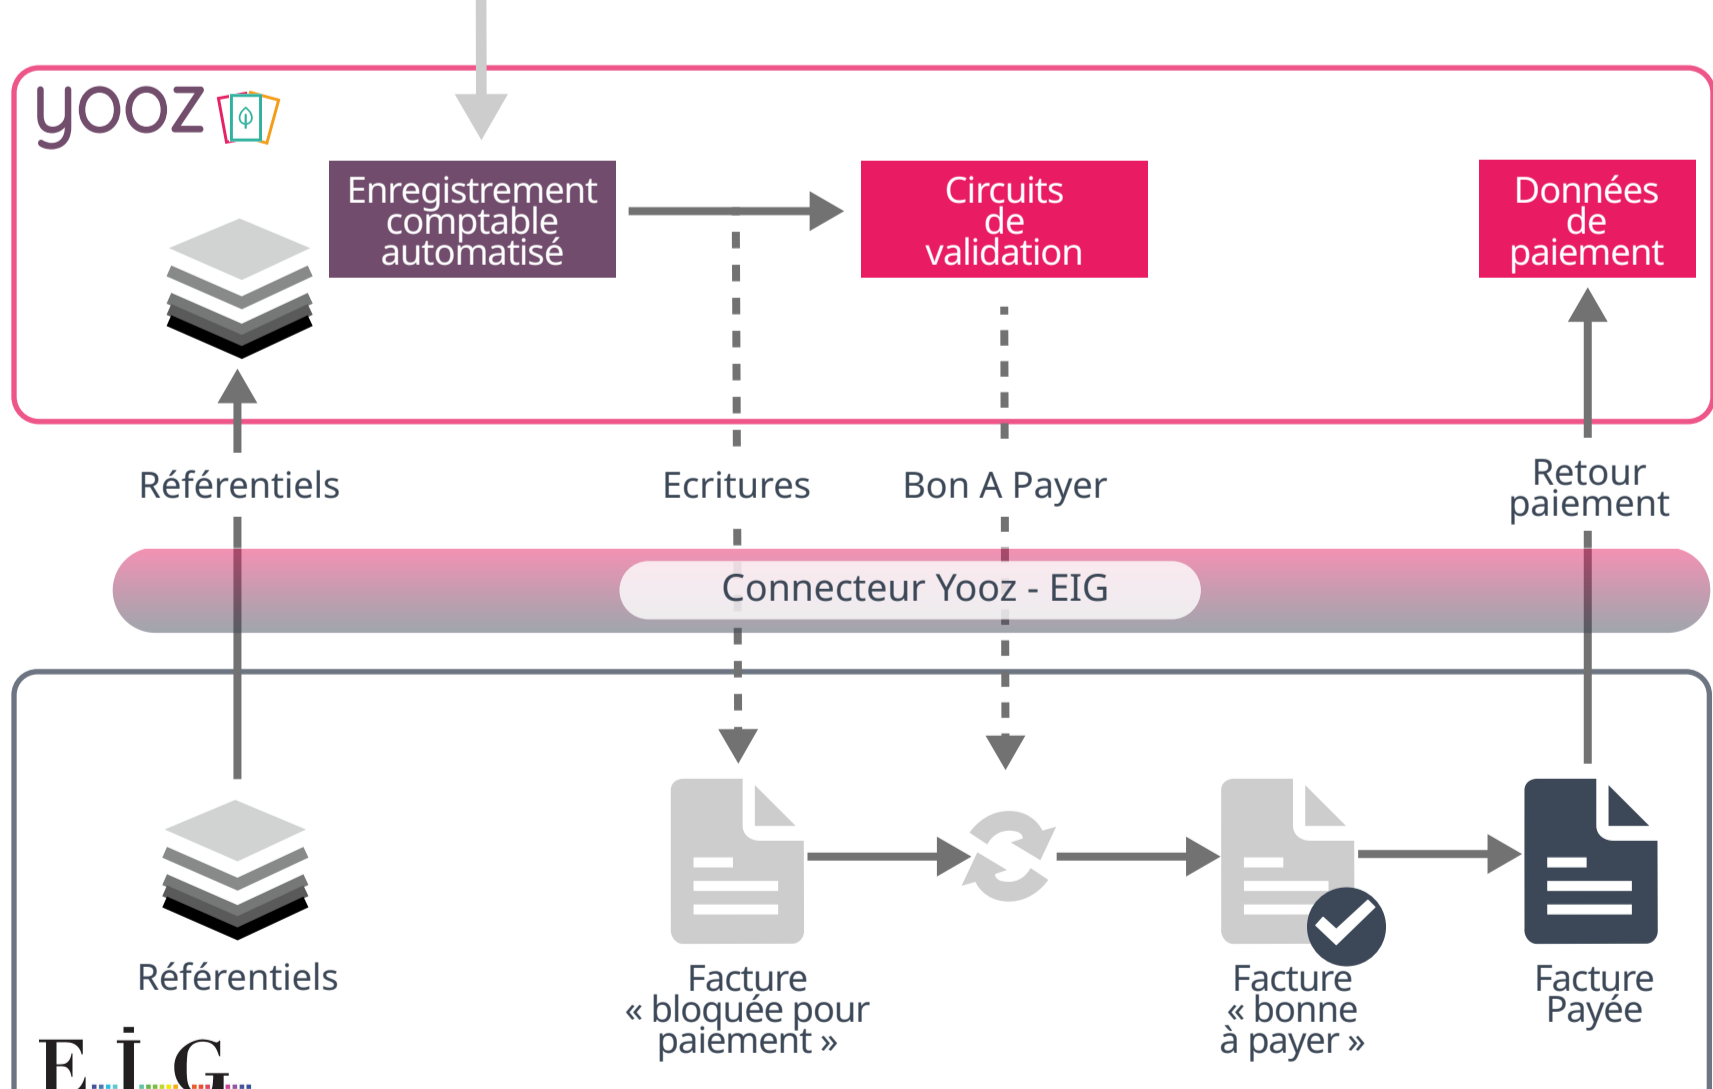 yooz
Enregistrement
comptable
automatisé
Circuits
de
validation
Données
de
paiement
Référentiels
Ecritures
Bon A Payer
Retour
paiement
Connecteur Yooz - EIG
Référentiels
Facture
« bloquée pour
paiement »
Facture
« bonne
à payer »
Facture
Payée
EiG